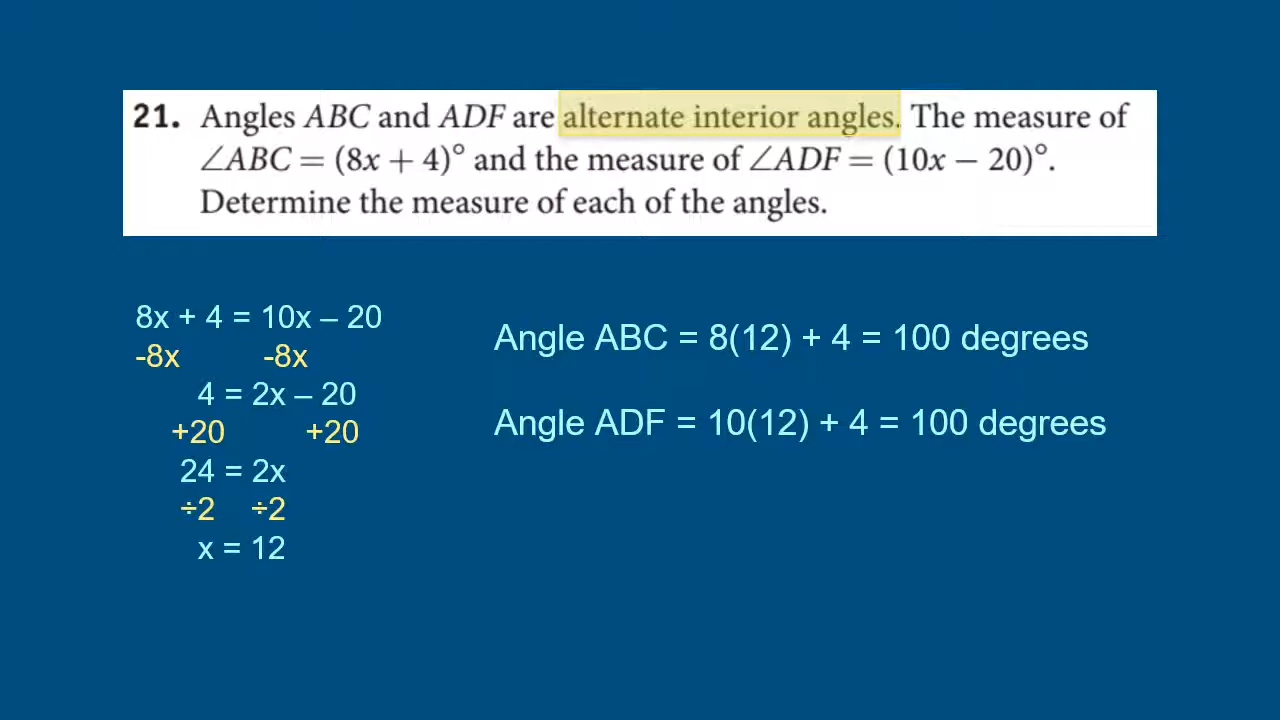 21. Angles ABC and ADF are alternate interior angles. The measure of
∠ABC = (8x + 4)° and the measure of ∠ADF = (10x − 20)°.
Determine the measure of each of the angles.
8x + 4 = 10x – 20
-8x -8x
4 = 2x – 20
+20 +20
24 = 2x
÷2 ÷2
x = 12
Angle ABC = 8(12) + 4 = 100 degrees
Angle ADF = 10(12) + 4 = 100 degrees